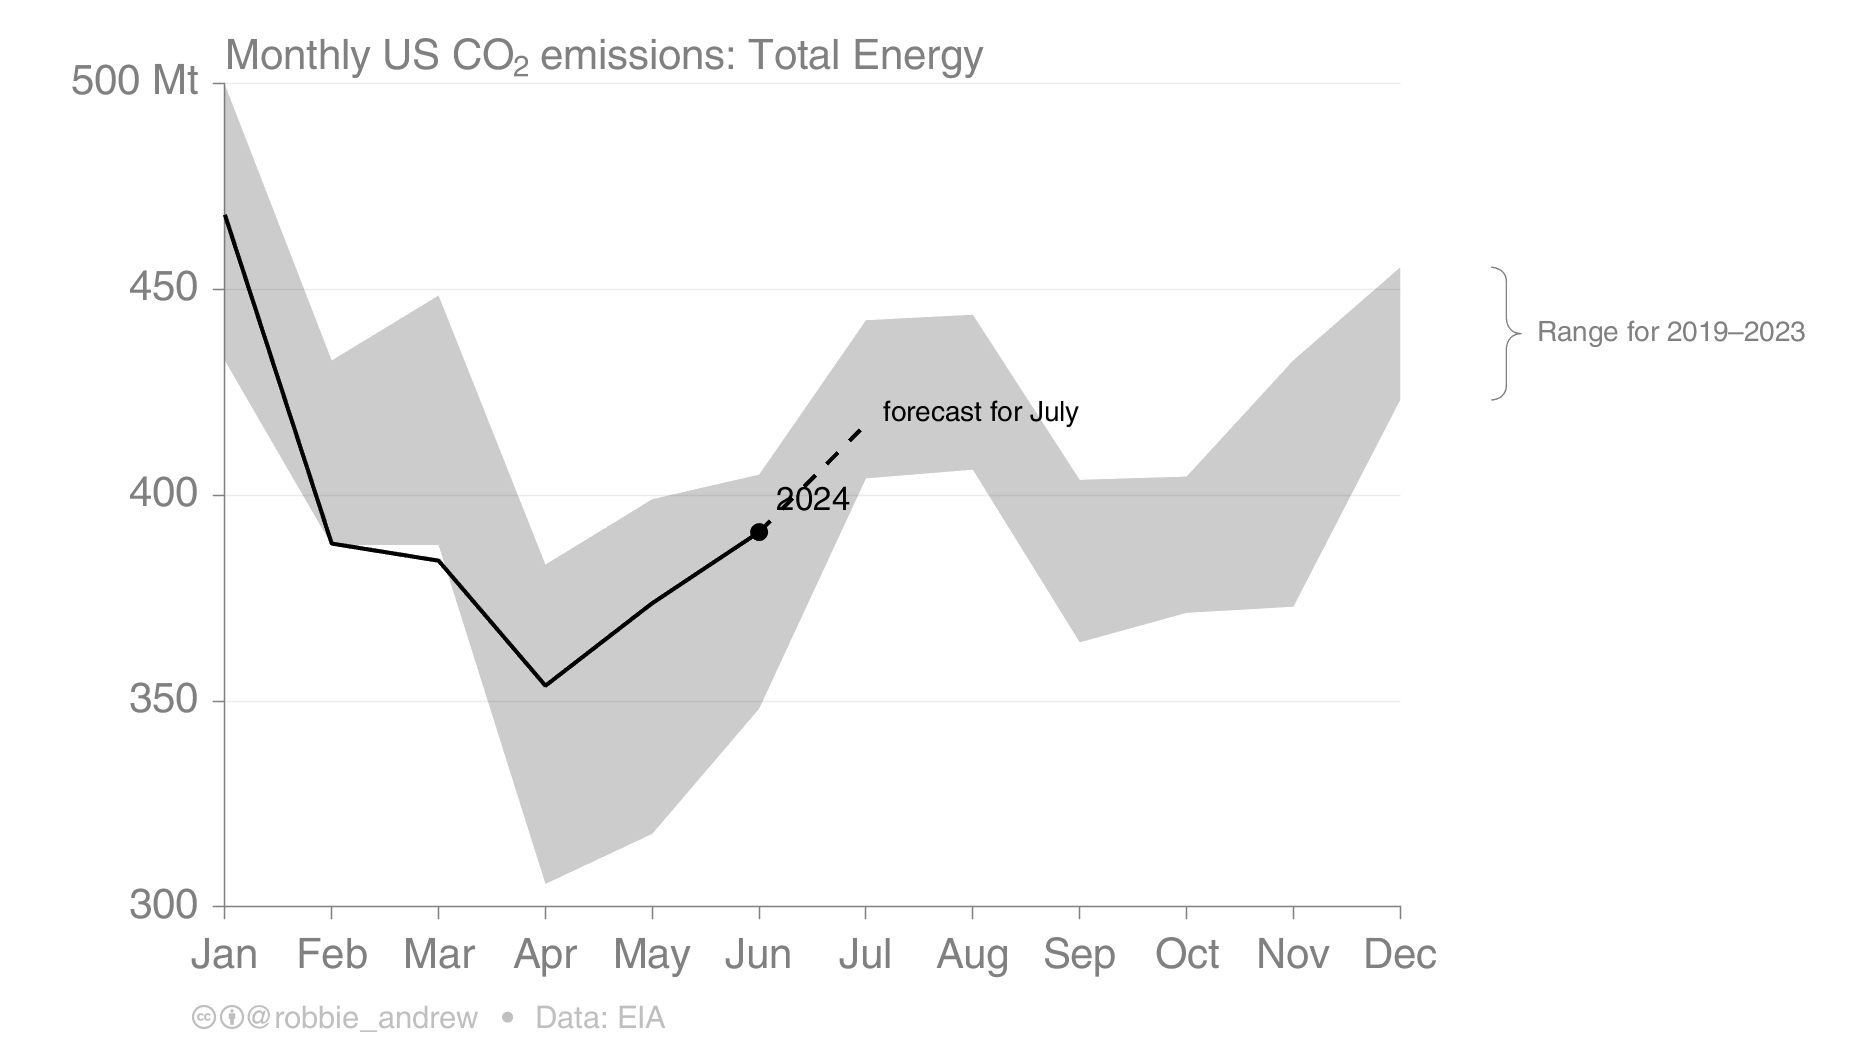 Monthly US CO₂ emissions: Total Energy
500 Mt
450
400
350
300
Range for 2019–2023
forecast for July
2024
Jan Feb Mar Apr May Jun Jul Aug Sep Oct Nov Dec
@robbie_andrew • Data: EIA